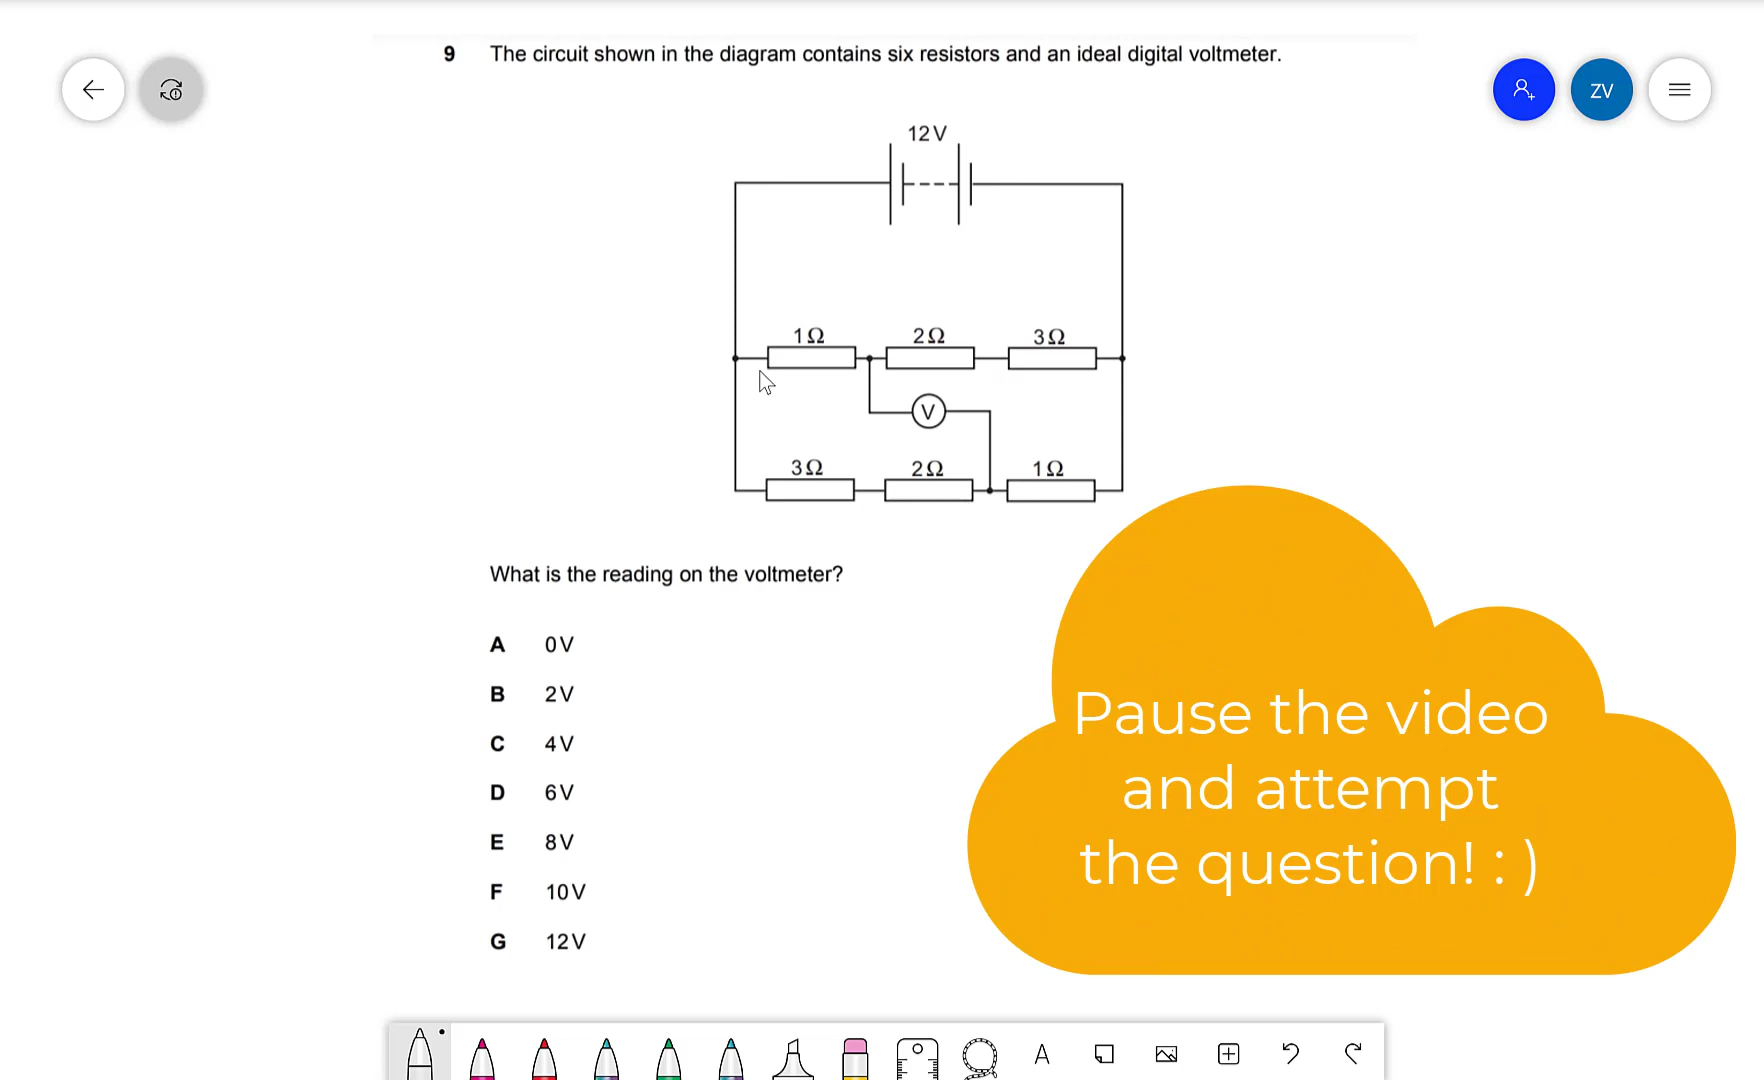 9 The circuit shown in the diagram contains six resistors and an ideal digital voltmeter.
ZV
12 V
1 Ω 2 Ω 3 Ω
V
3 Ω 2 Ω 1 Ω
What is the reading on the voltmeter?
A 0 V
B 2 V
C 4 V
D 6 V
E 8 V
F 10 V
G 12 V
Pause the video
and attempt
the question! : )
A